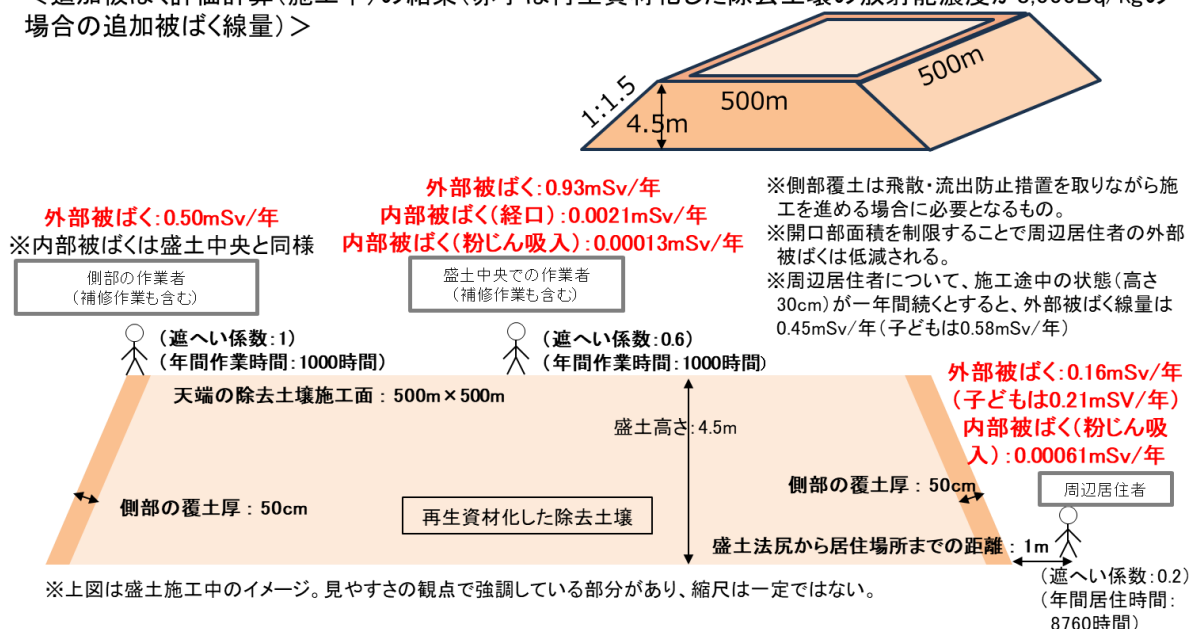 場合の追加被ばく線量)>
1:1.5
4.5m
500m
500m
外部被ばく:0.50mSv/年
※内部被ばくは盛土中央と同様
側部の作業者
(補修作業も含む)
(遮へい係数:1)
(年間作業時間:1000時間)
外部被ばく:0.93mSv/年
内部被ばく(経口):0.0021mSv/年
内部被ばく(粉じん吸入):0.00013mSv/年
盛土中央での作業者
(補修作業も含む)
(遮へい係数:0.6)
(年間作業時間:1000時間)
※側部覆土は飛散・流出防止措置を取りながら施
工を進める場合に必要となるもの。
※開口部面積を制限することで周辺居住者の外部
被ばくは低減される。
※周辺居住者について、施工途中の状態(高さ
30cm)が一年間続くとすると、外部被ばく線量は
0.45mSv/年(子どもは0.58mSv/年)
天端の除去土壌施工面:500m×500m
盛土高さ:4.5m
側部の覆土厚:50cm
再生資材化した除去土壌
側部の覆土厚:50cm
盛土法尻から居住場所までの距離:1m
外部被ばく:0.16mSv/年
(子どもは0.21mSV/年)
内部被ばく(粉じん吸
入):0.00061mSv/年
周辺居住者
(遮へい係数:0.2)
(年間居住時間:
8760時間)
※上図は盛土施工中のイメージ。見やすさの観点で強調している部分があり、縮尺は一定ではない。